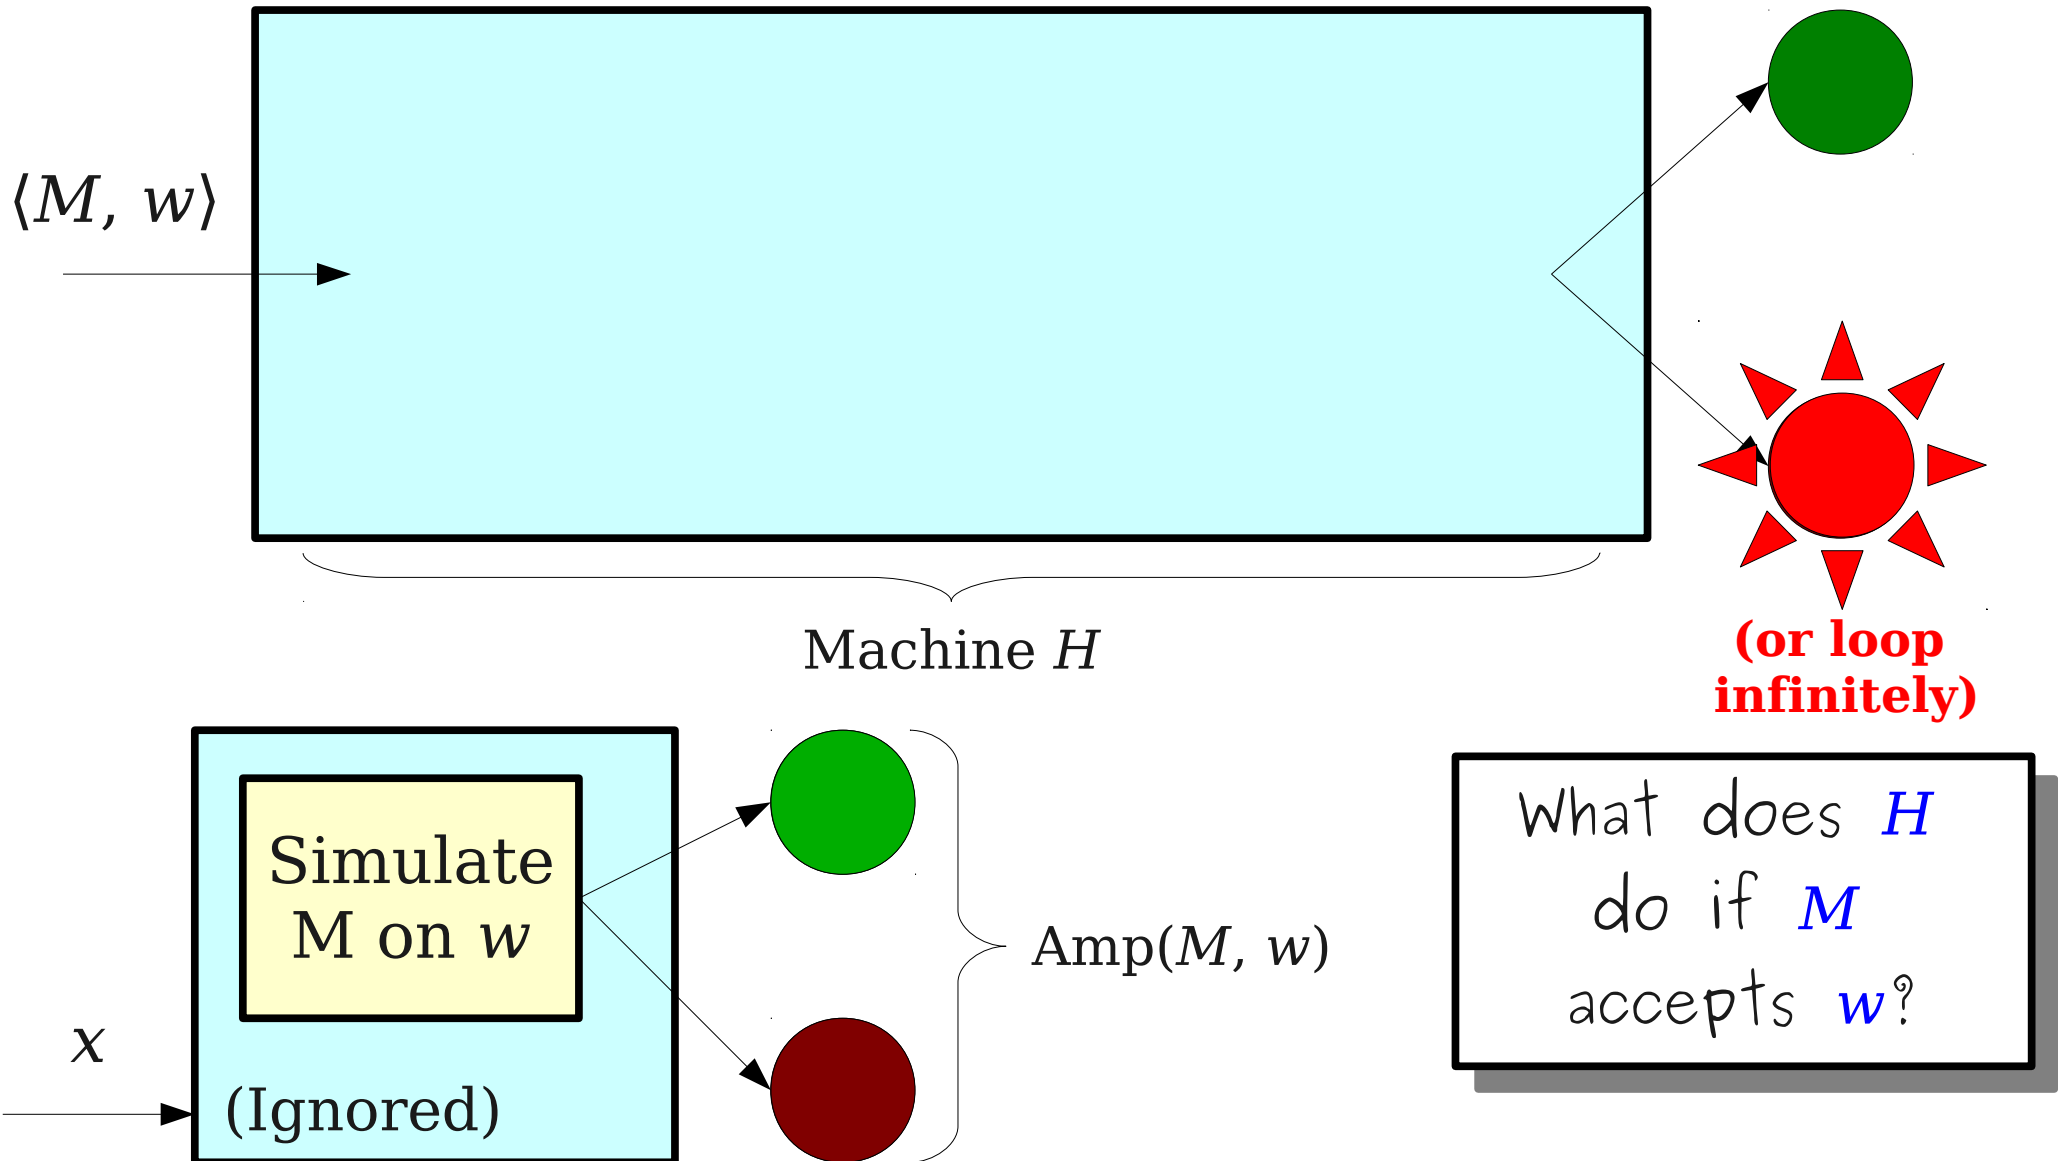 ⟨M, w⟩
Machine H
(or loop
infinitely)
Simulate
M on w
x
(Ignored)
Amp(M, w)
What does H
do if M
accepts w?